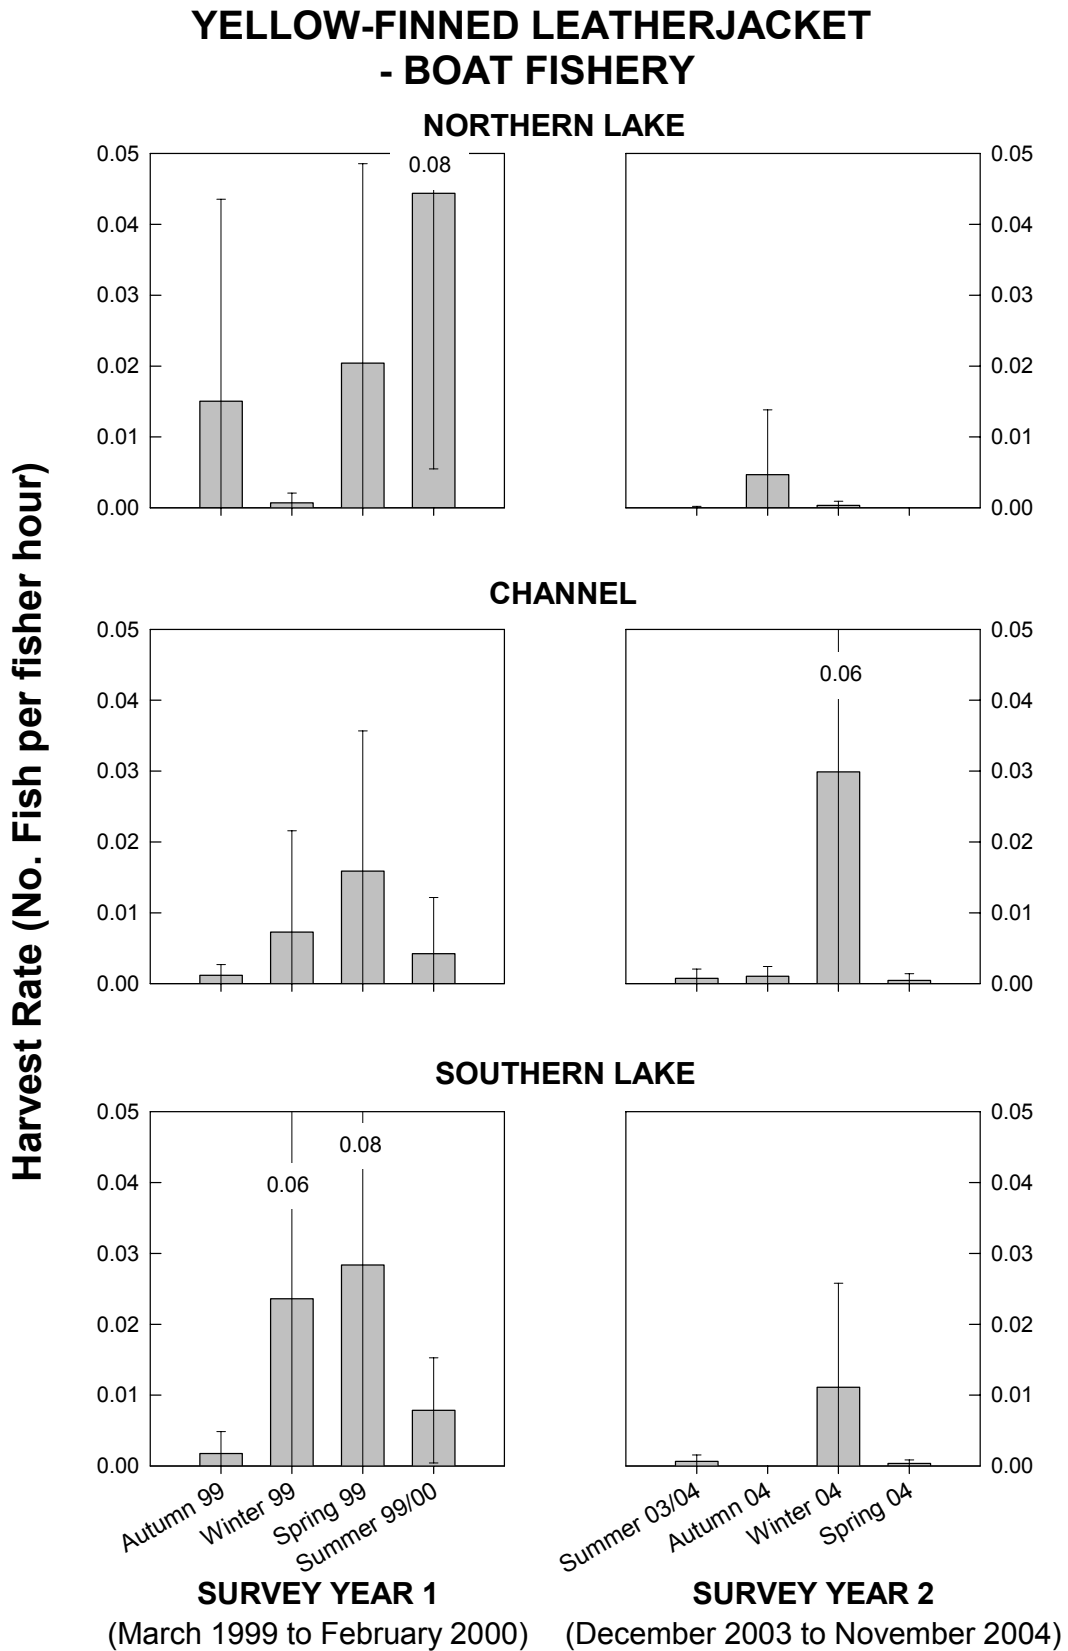 YELLOW-FINNED LEATHERJACKET
- BOAT FISHERY
Harvest Rate (No. Fish per fisher hour)
NORTHERN LAKE
0.05
0.04
0.03
0.02
0.01
0.00
0.08
0.05
0.04
0.03
0.02
0.01
0.00
CHANNEL
0.05
0.04
0.03
0.02
0.01
0.00
0.06
0.05
0.04
0.03
0.02
0.01
0.00
SOUTHERN LAKE
0.05
0.04
0.03
0.02
0.01
0.00
0.08
0.06
0.05
0.04
0.03
0.02
0.01
0.00
Autumn 99
Winter 99
Spring 99
Summer 99/00
Summer 03/04
Autumn 04
Winter 04
Spring 04
SURVEY YEAR 1
(March 1999 to February 2000)
SURVEY YEAR 2
(December 2003 to November 2004)